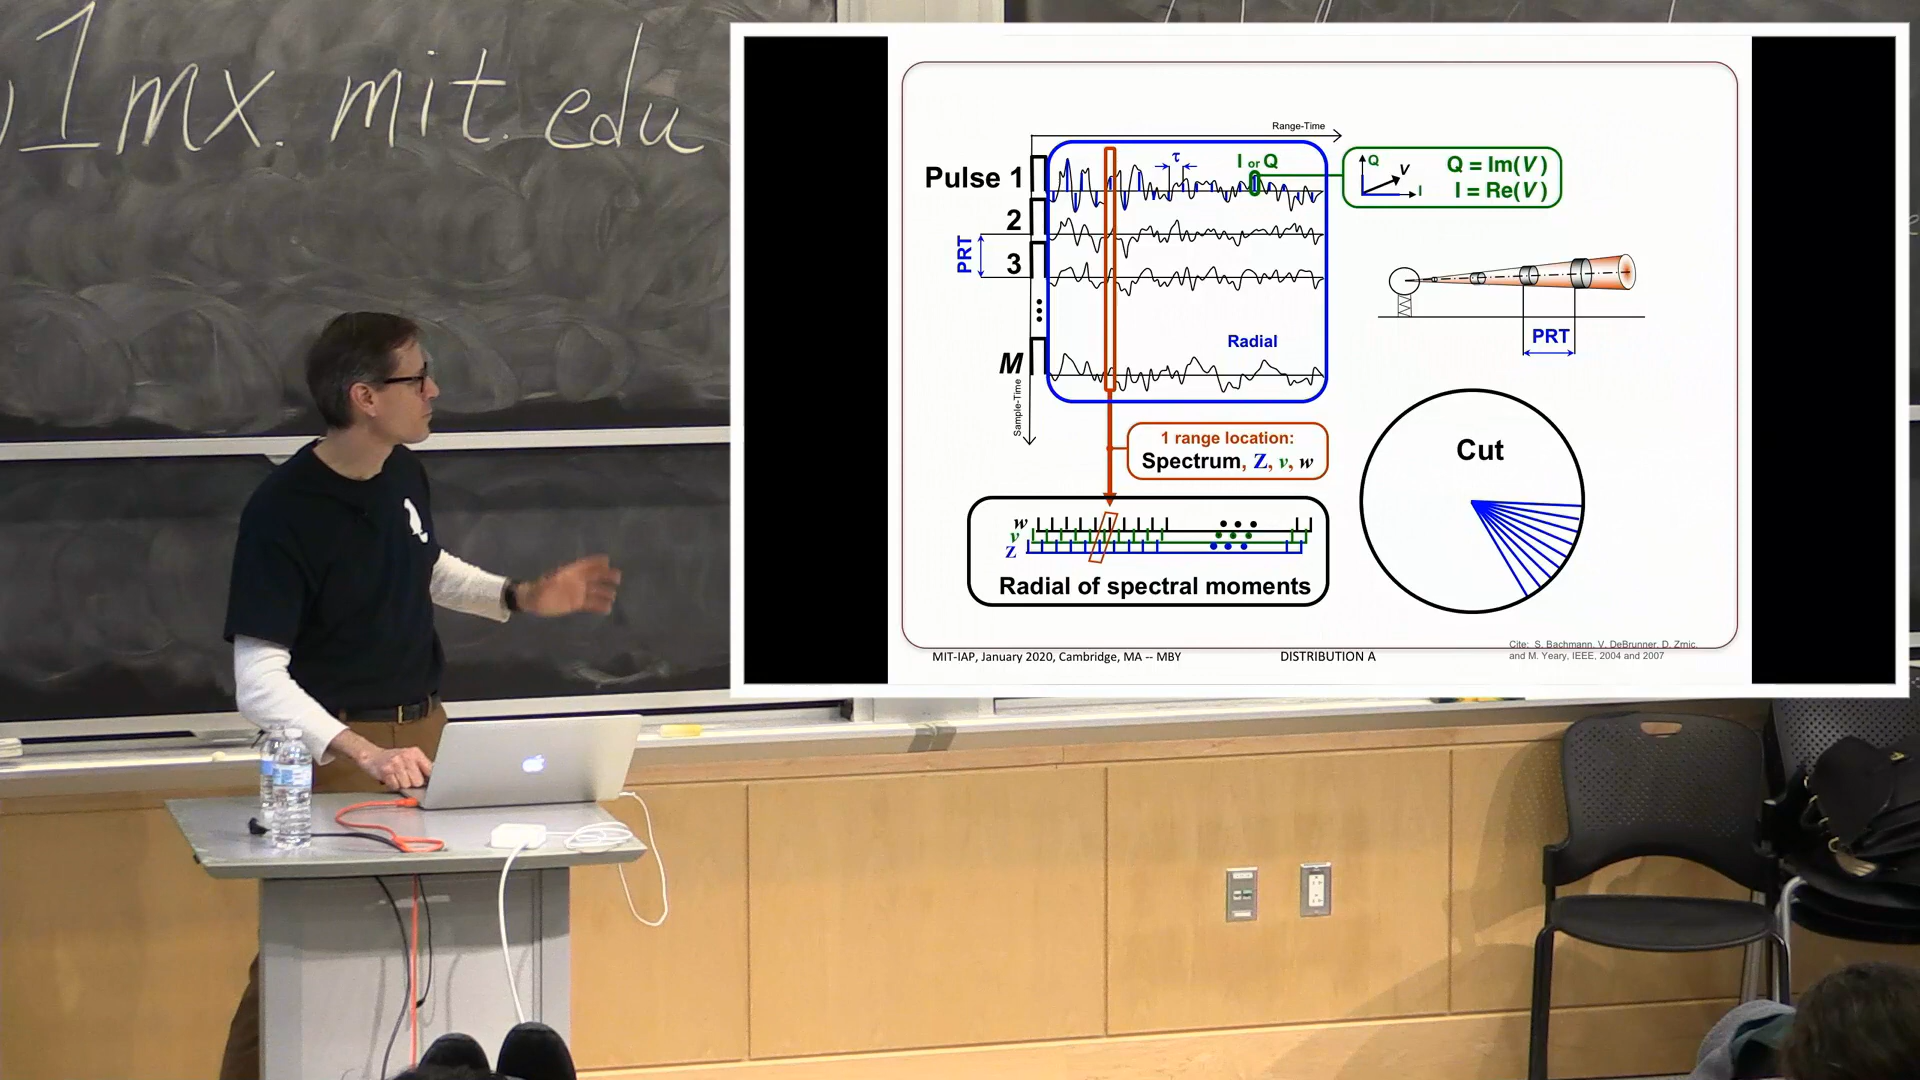 1mx.mit.edu
Range-Time
Pulse 1
τ
I or Q
Q
V
I
Q = Im(V)
I = Re(V)
2
PRT
3
Radial
PRT
M
Sample-Time
Cut
1 range location:
Spectrum, Z, v, w
w
v
Z
Radial of spectral moments
Cite: S. Bachmann, V. DeBrunner, D. Zrnic,
and M. Yeary, IEEE, 2004 and 2007
MIT-IAP, January 2020, Cambridge, MA -- MBY
DISTRIBUTION A